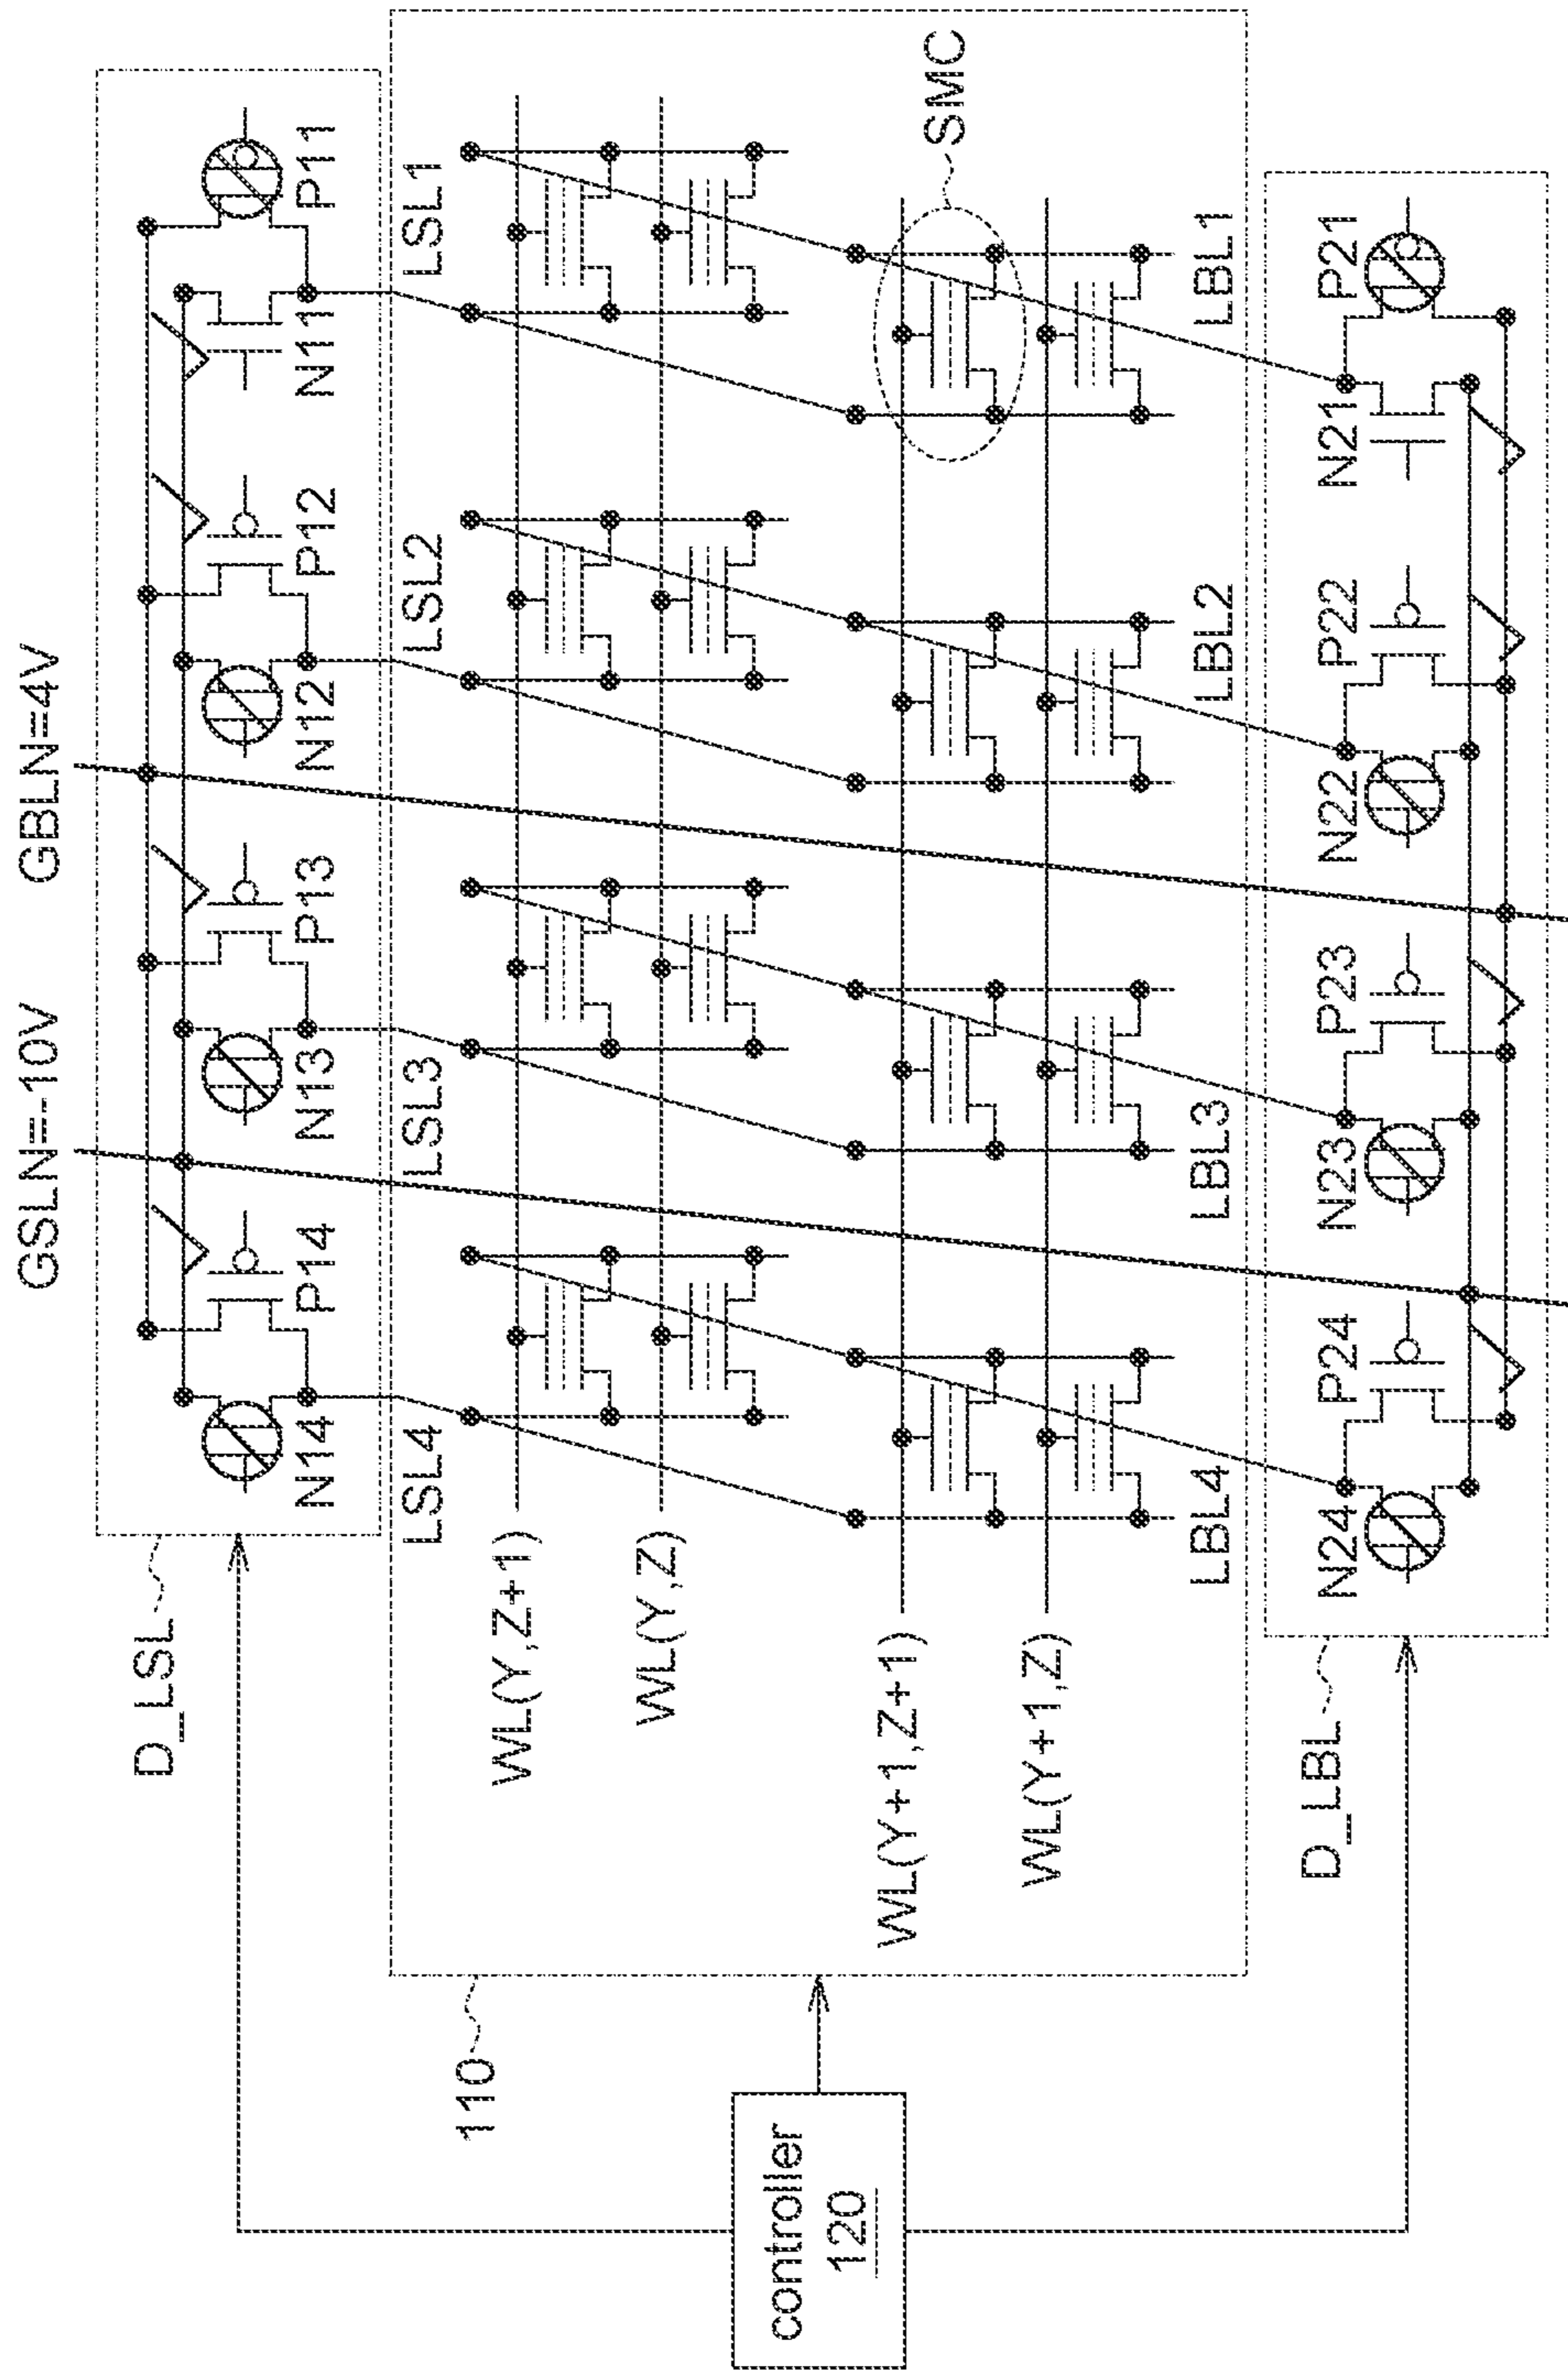 GSLN=-10V
GBLN=4V
D_LSL
N14
P14
N13
P13
N12
P12
N11
P11
LSL4
LSL3
LSL2
LSL1
110
WL(Y,Z+1)
WL(Y,Z)
SMC
controller
120
WL(Y+1,Z+1)
WL(Y+1,Z)
LBL4
LBL3
LBL2
LBL1
D_LBL
N24
P24
N23
P23
N22
P22
N21
P21